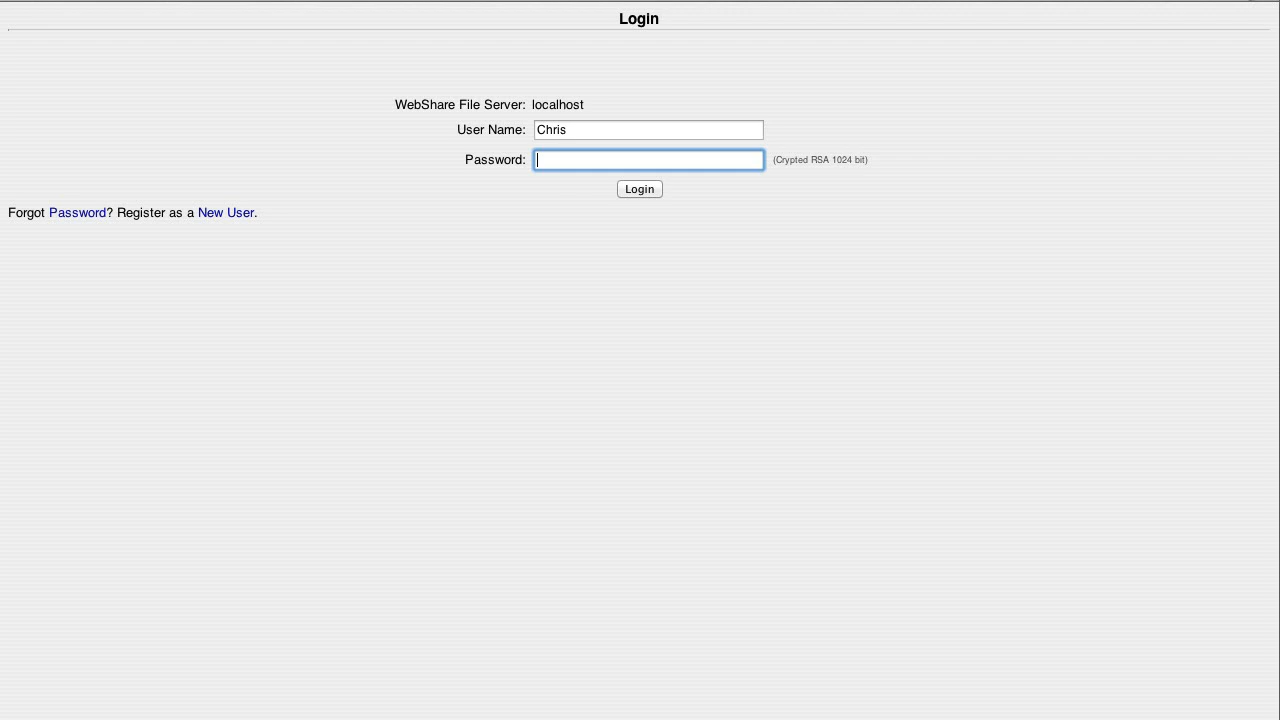 Login
WebShare File Server: localhost
User Name: Chris
Password: (Crypted RSA 1024 bit)
Login
Forgot Password? Register as a New User.